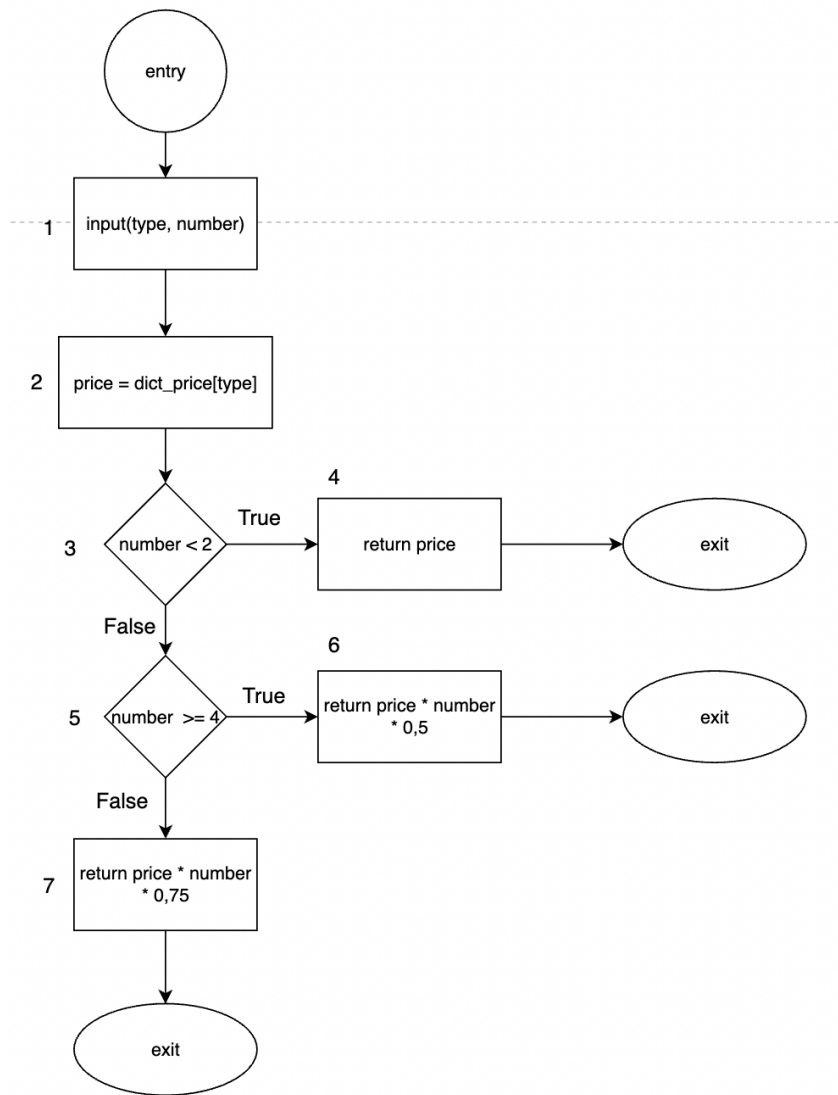 entry
1
input(type, number)
2
price = dict_price[type]
3
number < 2
True
4
return price
exit
False
5
number  >= 4
True
6
return price * number
* 0,5
exit
False
7
return price * number
* 0,75
exit